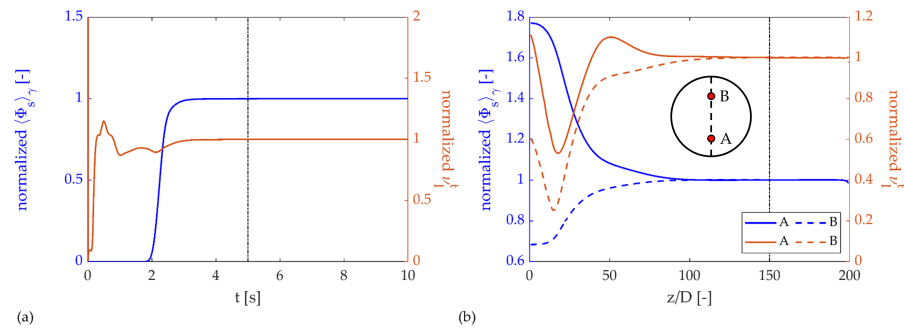 (a)
normalized ⟨Φs⟩γ [-]
1.5
1
0.5
0
normalized νlt
2
1.5
1
0.5
0
0 2 4 6 8 10
t [s]
(b)
normalized ⟨Φs⟩γ [-]
1.8
1.6
1.4
1.2
1
0.8
0.6
normalized νlt
1.2
1
0.8
0.6
0.4
0.2
0
B
A
A B
A B
0 50 100 150 200
z/D [-]